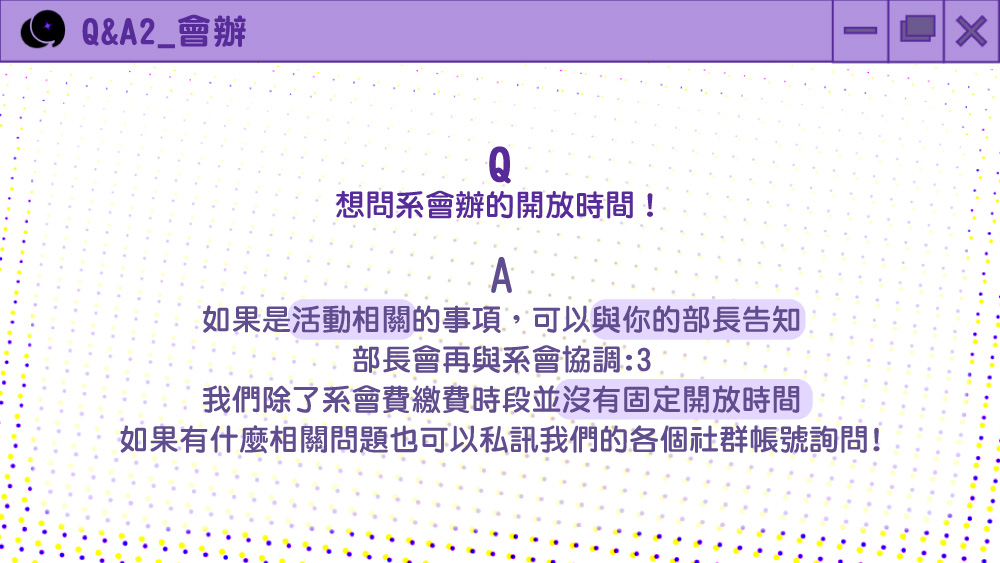 Q&A2_會辦
Q
想問系會辦的開放時間！
A
如果是活動相關的事項，可以與你的部長告知
部長會再與系會協調:3
我們除了系會費繳費時段並沒有固定開放時間
如果有什麼相關問題也可以私訊我們的各個社群帳號詢問!